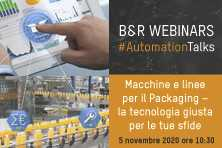 B&R WEBINARS
#AutomationTalks
Macchine e linee
per il Packaging –
la tecnologia giusta
per le tue sfide
5 novembre 2020 ore 10:30
2€